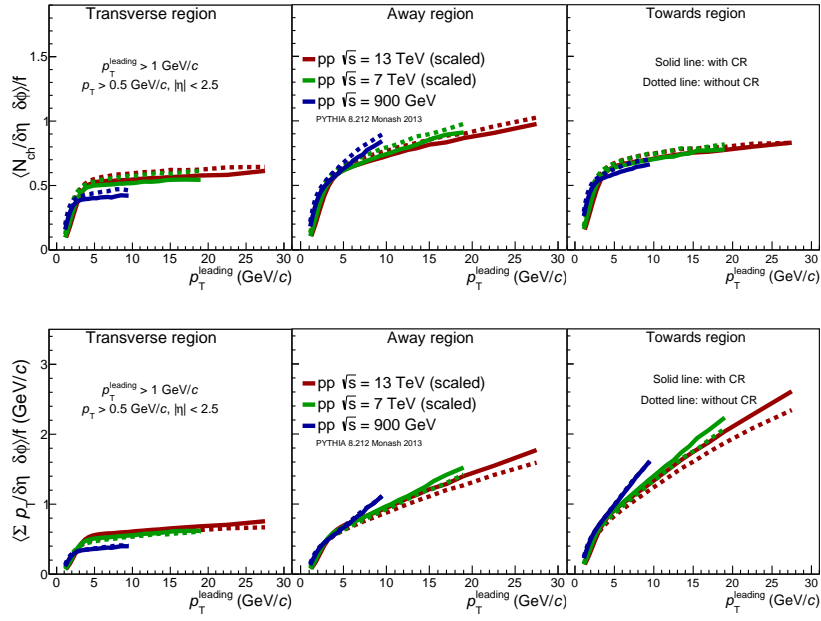 Transverse region
Away region
Towards region
⟨N_ch/δη δϕ⟩/f
p_T^leading > 1 GeV/c
p_T > 0.5 GeV/c, |η| < 2.5
pp √s = 13 TeV (scaled)
pp √s = 7 TeV (scaled)
pp √s = 900 GeV
PYTHIA 8.212 Monash 2013
Solid line: with CR
Dotted line: without CR
1.5
1
0.5
0
0 5 10 15 20 25 30
0 5 10 15 20 25 30
0 5 10 15 20 25 30
p_T^leading (GeV/c)
p_T^leading (GeV/c)
p_T^leading (GeV/c)
Transverse region
Away region
Towards region
⟨Σ p_T/δη δϕ⟩/f (GeV/c)
p_T^leading > 1 GeV/c
p_T > 0.5 GeV/c, |η| < 2.5
pp √s = 13 TeV (scaled)
pp √s = 7 TeV (scaled)
pp √s = 900 GeV
PYTHIA 8.212 Monash 2013
Solid line: with CR
Dotted line: without CR
3
2
1
0
0 5 10 15 20 25 30
0 5 10 15 20 25 30
0 5 10 15 20 25 30
p_T^leading (GeV/c)
p_T^leading (GeV/c)
p_T^leading (GeV/c)